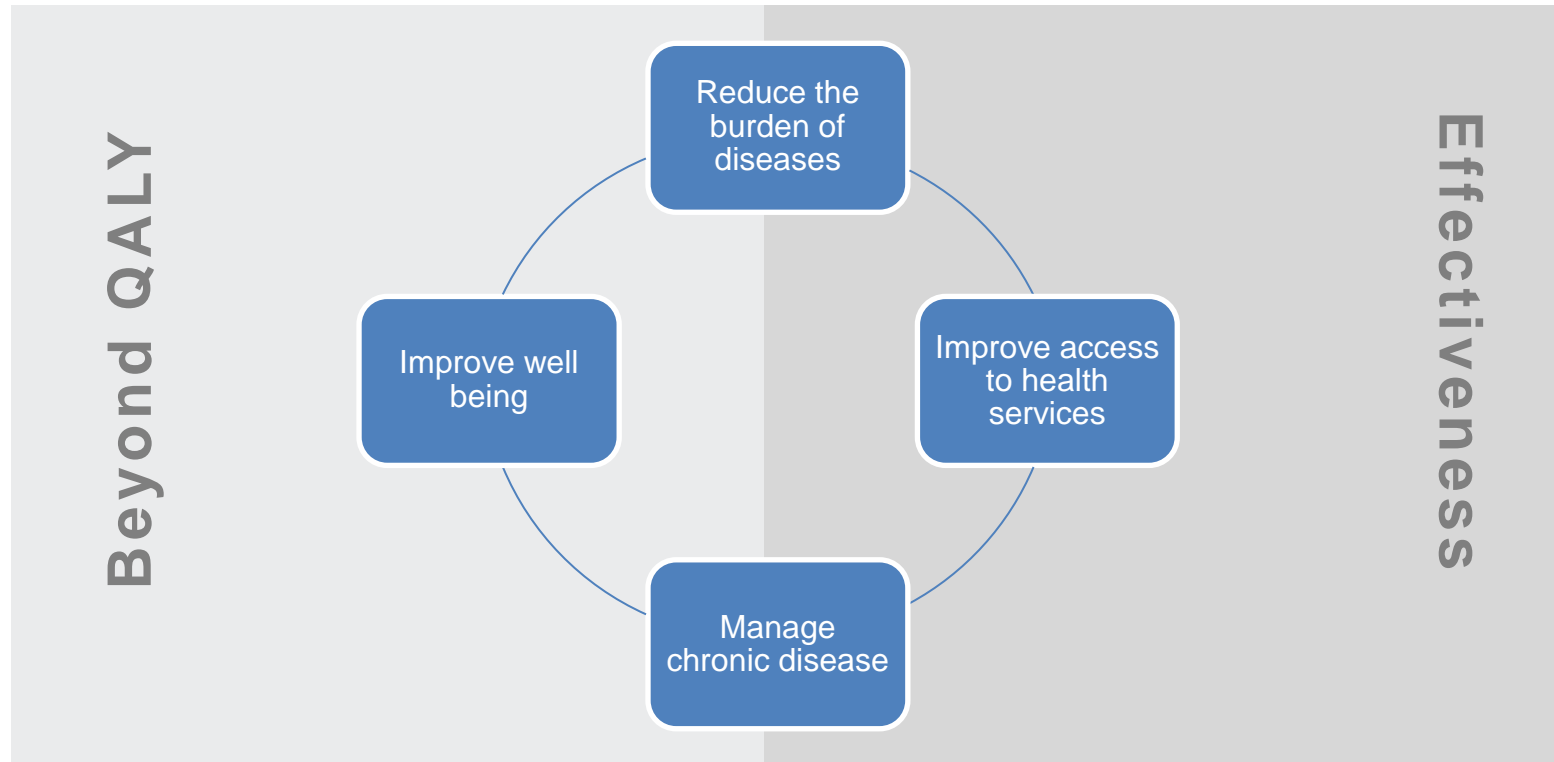 Beyond QALY
Reduce the
burden of
diseases
Improve well
being
Improve access
to health
services
Manage
chronic disease
Effectiveness